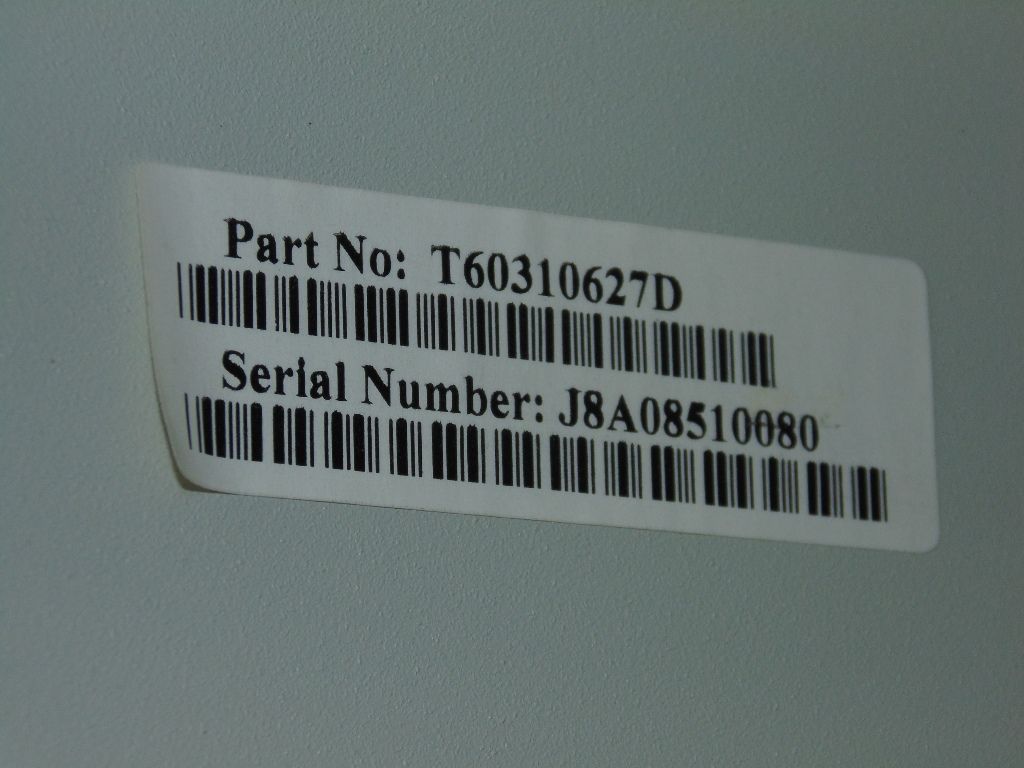 Part No: T60310627D
Serial Number: J8A08510080